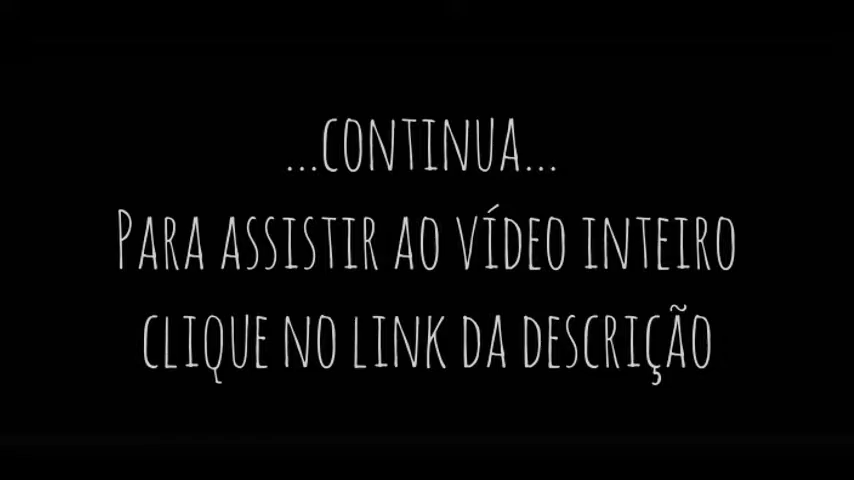 ...CONTINUA...
PARA ASSISTIR AO VÍDEO INTEIRO
CLIQUE NO LINK DA DESCRIÇÃO